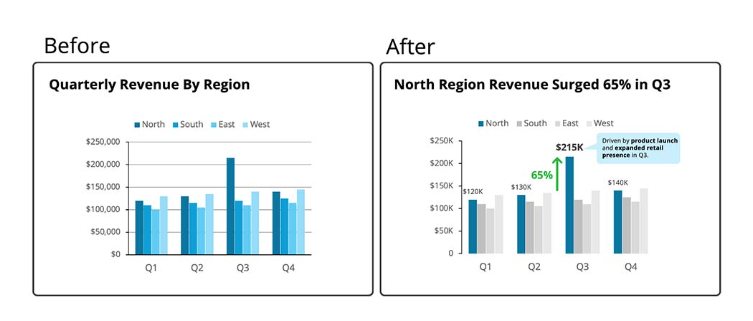 Before
Quarterly Revenue By Region
North South East West
$250,000
$200,000
$150,000
$100,000
$50,000
$0
Q1 Q2 Q3 Q4
After
North Region Revenue Surged 65% in Q3
North South East West
$250K
$200K
$150K
$100K
$50K
0
$120K
$130K
65%
$215K
$140K
Driven by product launch
and expanded retail
presence in Q3.
Q1 Q2 Q3 Q4